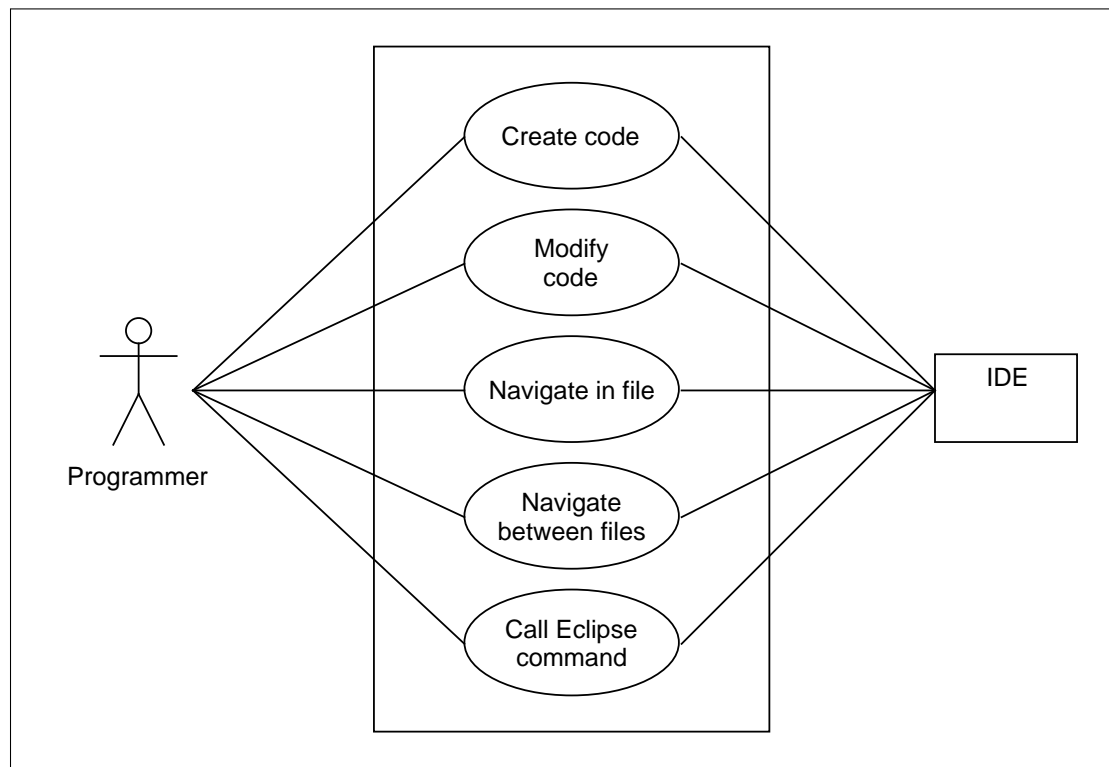 Create code
Modify
code
Navigate in file
IDE
Programmer
Navigate
between files
Call Eclipse
command